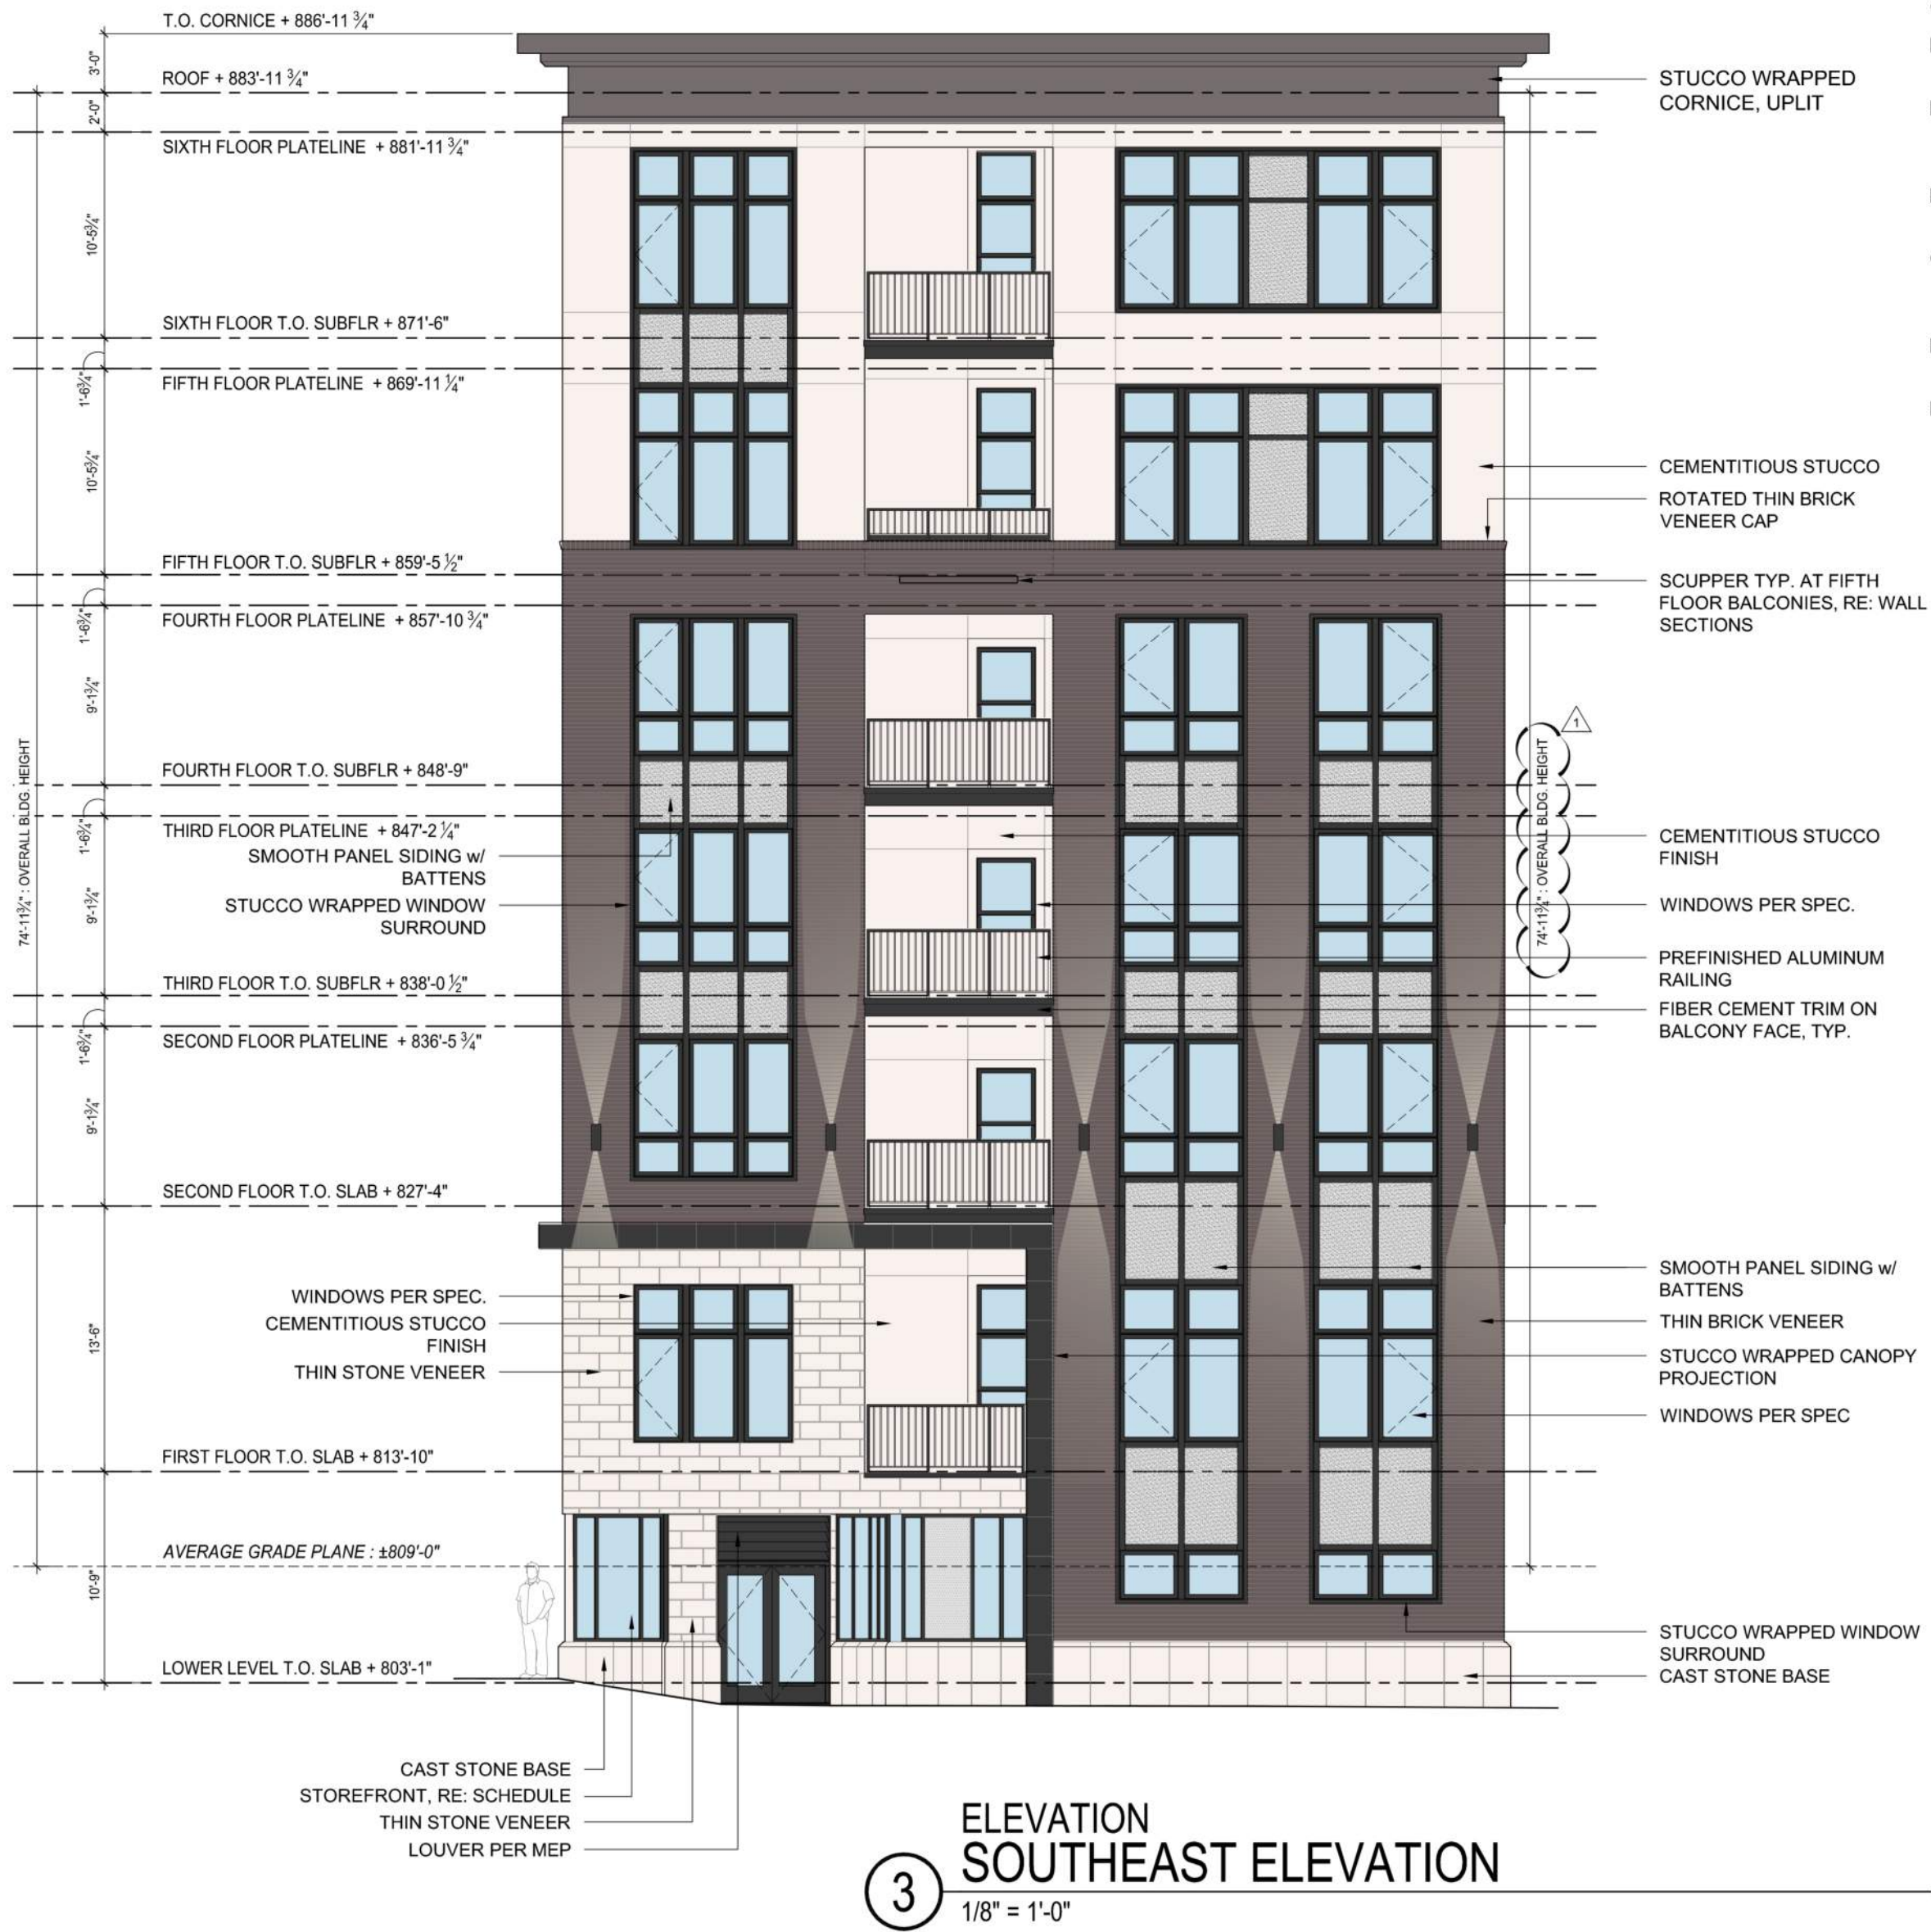 T.O. CORNICE + 886'-11 ¾"
3'-0"
ROOF + 883'-11 ¾"
2'-0"
SIXTH FLOOR PLATELINE + 881'-11 ¾"
10'-5¾"
SIXTH FLOOR T.O. SUBFLR + 871'-6"
1'-6¾"
FIFTH FLOOR PLATELINE + 869'-11 ¼"
10'-5¾"
FIFTH FLOOR T.O. SUBFLR + 859'-5 ½"
1'-6¾"
FOURTH FLOOR PLATELINE + 857'-10 ¾"
9'-1¾"
FOURTH FLOOR T.O. SUBFLR + 848'-9"
1'-6¾"
THIRD FLOOR PLATELINE + 847'-2 ¼"
SMOOTH PANEL SIDING w/
BATTENS
STUCCO WRAPPED WINDOW
SURROUND
9'-1¾"
THIRD FLOOR T.O. SUBFLR + 838'-0 ½"
1'-6¾"
SECOND FLOOR PLATELINE + 836'-5 ¾"
9'-1¾"
SECOND FLOOR T.O. SLAB + 827'-4"
WINDOWS PER SPEC.
CEMENTITIOUS STUCCO
FINISH
THIN STONE VENEER
13'-6"
FIRST FLOOR T.O. SLAB + 813'-10"
AVERAGE GRADE PLANE : ±809'-0"
10'-9"
LOWER LEVEL T.O. SLAB + 803'-1"
74'-11¾" : OVERALL BLDG. HEIGHT
CAST STONE BASE
STOREFRONT, RE: SCHEDULE
THIN STONE VENEER
LOUVER PER MEP
STUCCO WRAPPED
CORNICE, UPLIT
CEMENTITIOUS STUCCO
ROTATED THIN BRICK
VENEER CAP
SCUPPER TYP. AT FIFTH
FLOOR BALCONIES, RE: WALL
SECTIONS
1
74'-11¾" : OVERALL BLDG. HEIGHT
CEMENTITIOUS STUCCO
FINISH
WINDOWS PER SPEC.
PREFINISHED ALUMINUM
RAILING
FIBER CEMENT TRIM ON
BALCONY FACE, TYP.
SMOOTH PANEL SIDING w/
BATTENS
THIN BRICK VENEER
STUCCO WRAPPED CANOPY
PROJECTION
WINDOWS PER SPEC
STUCCO WRAPPED WINDOW
SURROUND
CAST STONE BASE
3
ELEVATION
SOUTHEAST ELEVATION
1/8" = 1'-0"